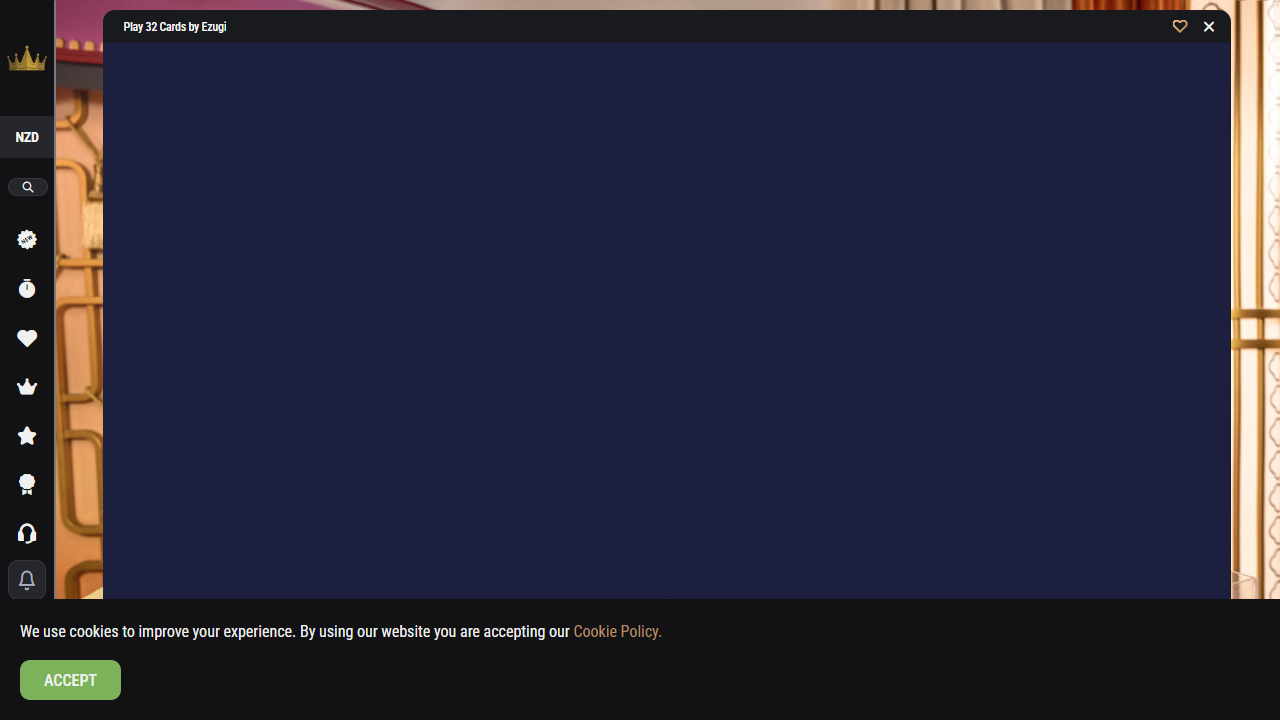 Play 32 Cards by Ezugi
NZD
NEW
We use cookies to improve your experience. By using our website you are accepting our Cookie Policy.
ACCEPT